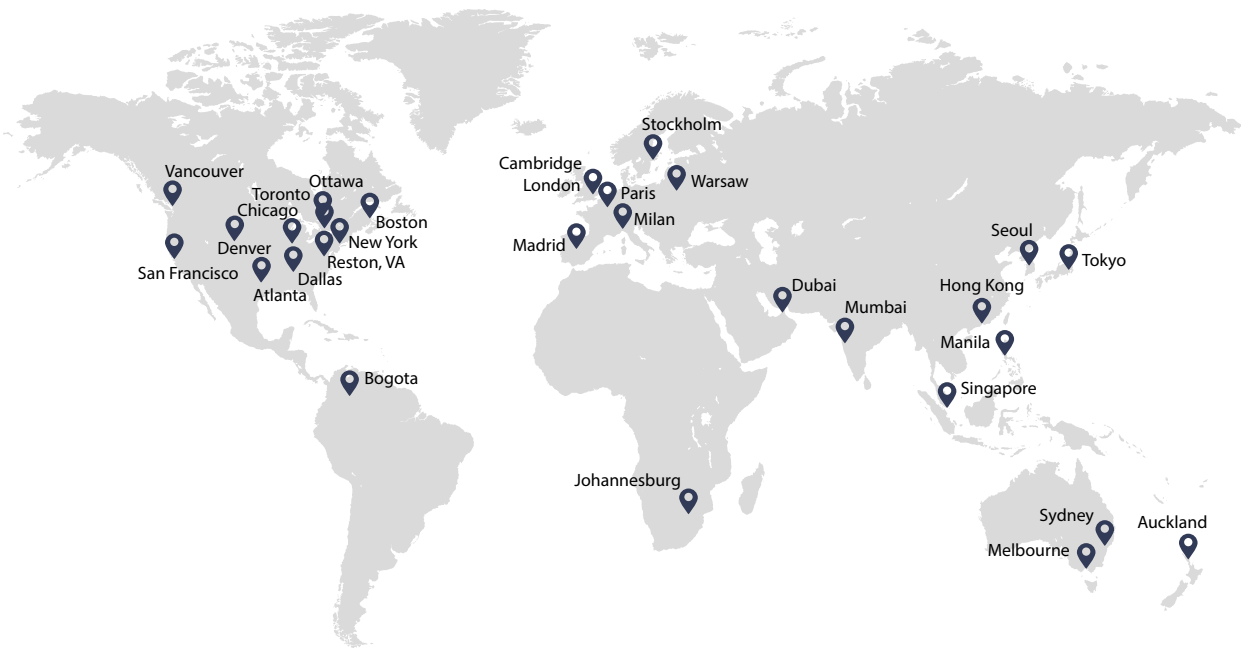 Stockholm
Cambridge
London
Warsaw
Paris
Milan
Madrid
Vancouver
Ottawa
Toronto
Chicago
Boston
New York
Denver
Reston, VA
San Francisco
Dallas
Atlanta
Seoul
Tokyo
Dubai
Hong Kong
Mumbai
Manila
Bogota
Singapore
Johannesburg
Sydney
Auckland
Melbourne